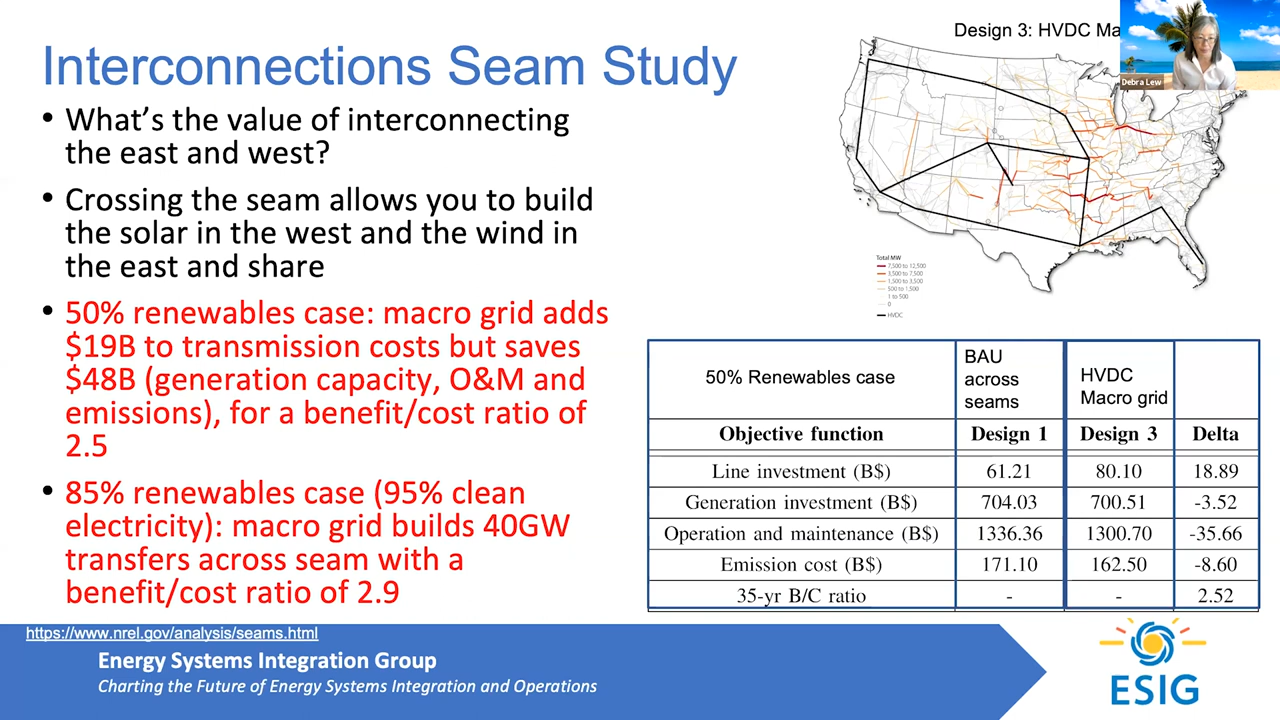 Interconnections Seam Study
• What's the value of interconnecting
the east and west?
• Crossing the seam allows you to build
the solar in the west and the wind in
the east and share
• 50% renewables case: macro grid adds
$19B to transmission costs but saves
$48B (generation capacity, O&M and
emissions), for a benefit/cost ratio of
2.5
• 85% renewables case (95% clean
electricity): macro grid builds 40GW
transfers across seam with a
benefit/cost ratio of 2.9
Design 3: HVDC Ma
Debra Lew
Total MW
7,500 to 12,500
3,500 to 7,500
1,500 to 3,500
500 to 1,500
1 to 500
0
HVDC
50% Renewables case
BAU
across
seams
HVDC
Macro grid
Objective function Design 1 Design 3 Delta
Line investment (B$) 61.21 80.10 18.89
Generation investment (B$) 704.03 700.51 -3.52
Operation and maintenance (B$) 1336.36 1300.70 -35.66
Emission cost (B$) 171.10 162.50 -8.60
35-yr B/C ratio - - 2.52
https://www.nrel.gov/analysis/seams.html
Energy Systems Integration Group
Charting the Future of Energy Systems Integration and Operations
ESIG